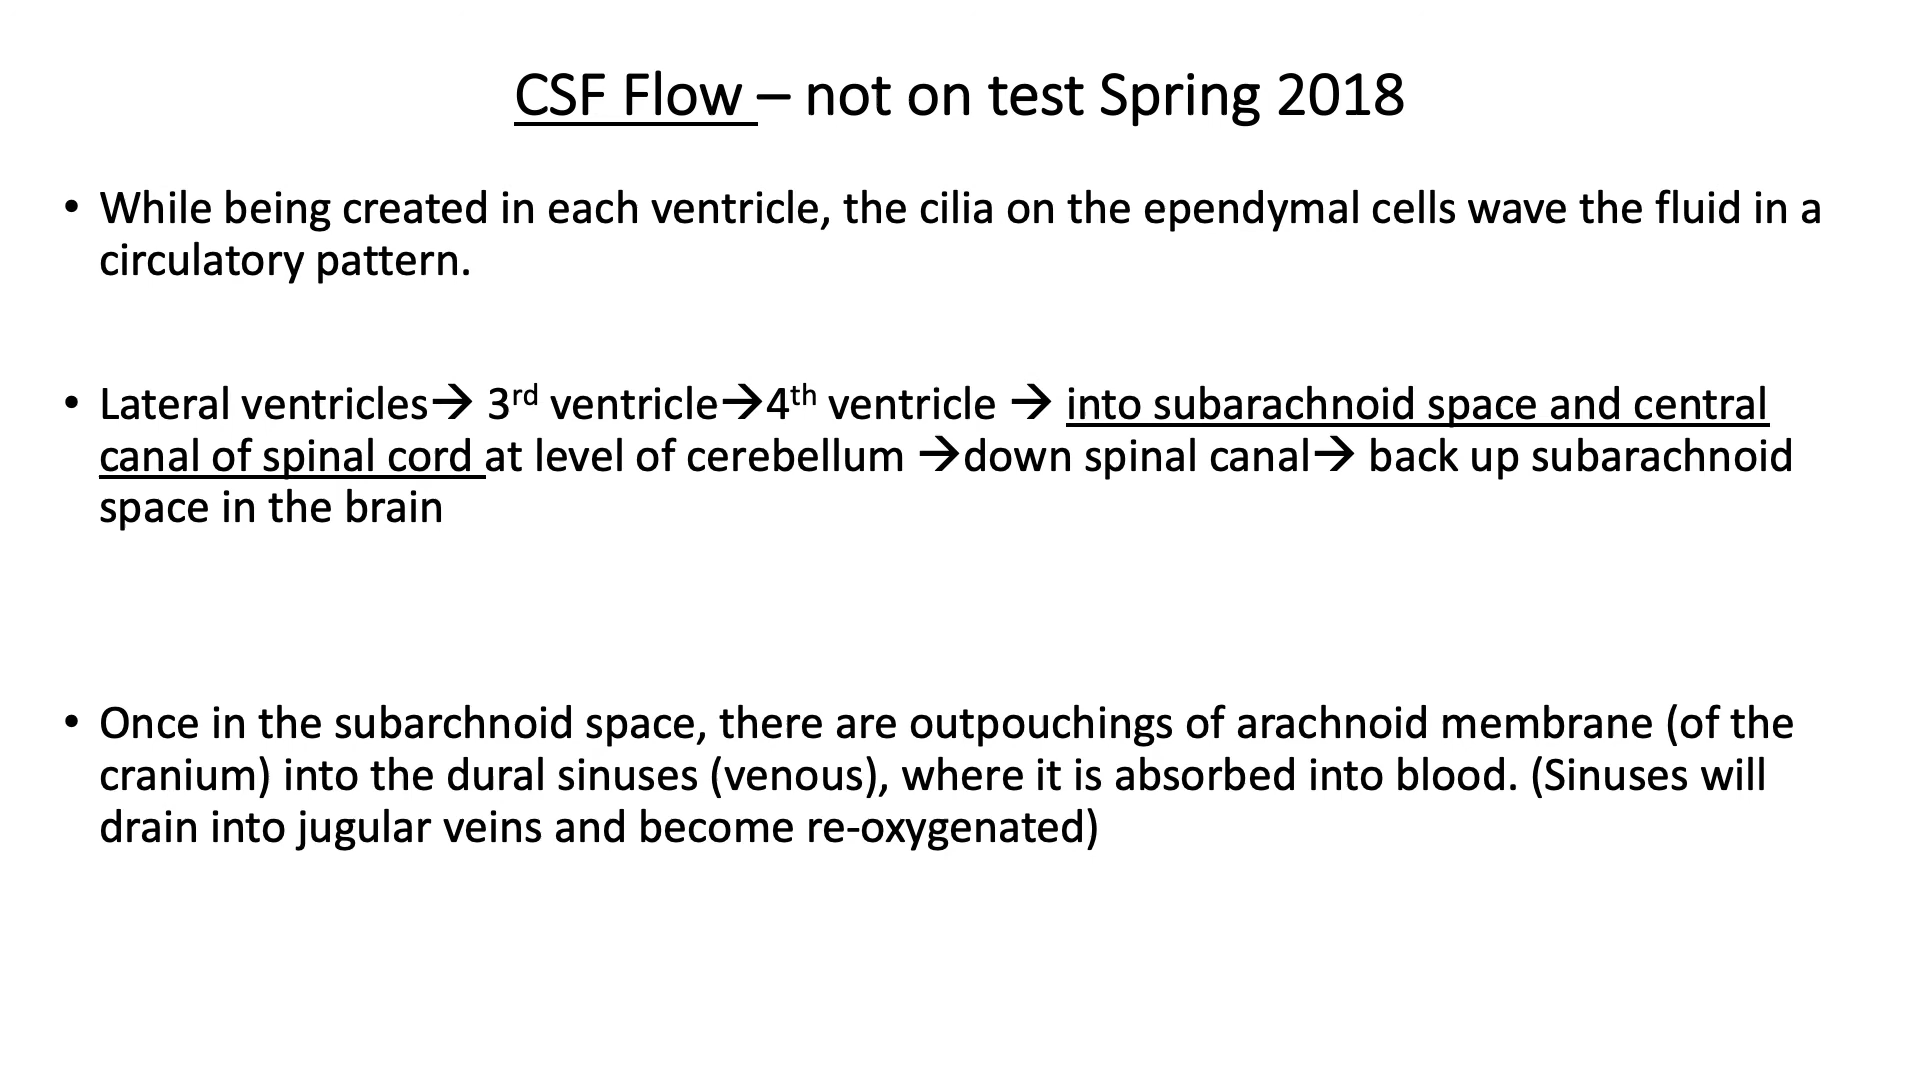 CSF Flow – not on test Spring 2018
• While being created in each ventricle, the cilia on the ependymal cells wave the fluid in a
circulatory pattern.
• Lateral ventricles→ 3rd ventricle→4th ventricle → into subarachnoid space and central
canal of spinal cord at level of cerebellum →down spinal canal→ back up subarachnoid
space in the brain
• Once in the subarchnoid space, there are outpouchings of arachnoid membrane (of the
cranium) into the dural sinuses (venous), where it is absorbed into blood. (Sinuses will
drain into jugular veins and become re-oxygenated)